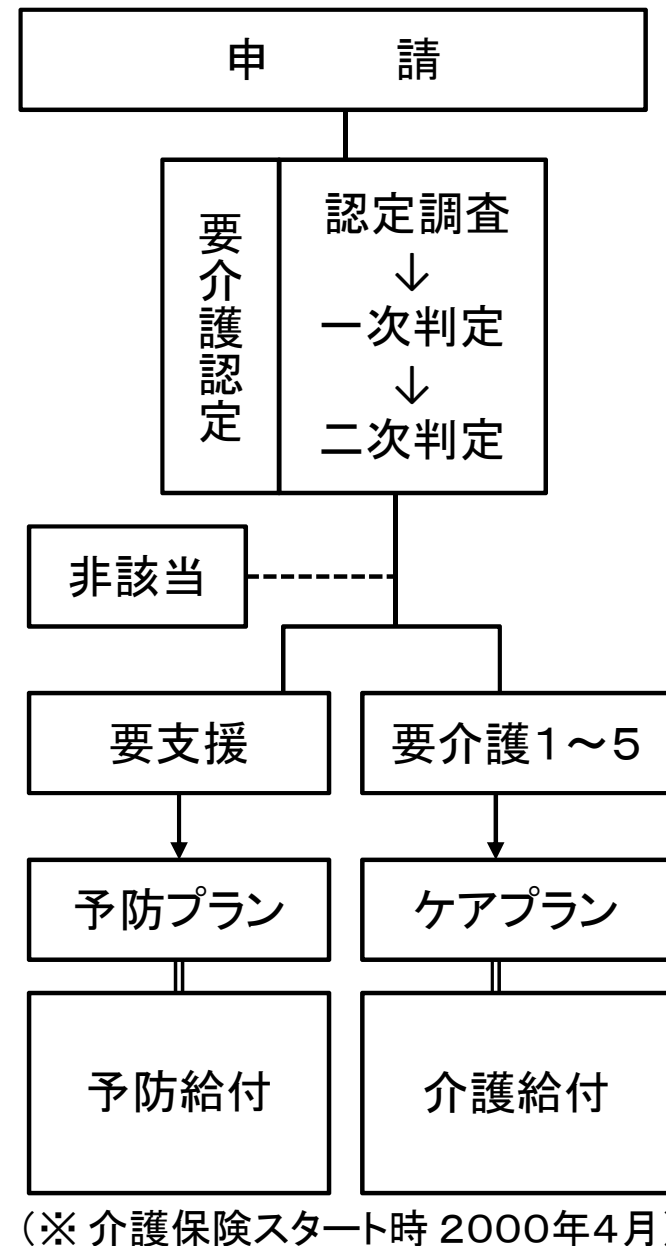 申　　請
要介護認定
認定調査
↓
一次判定
↓
二次判定
非該当
要支援
要介護１～５
予防プラン
ケアプラン
予防給付
介護給付
（※ 介護保険スタート時 ２０００年４月）